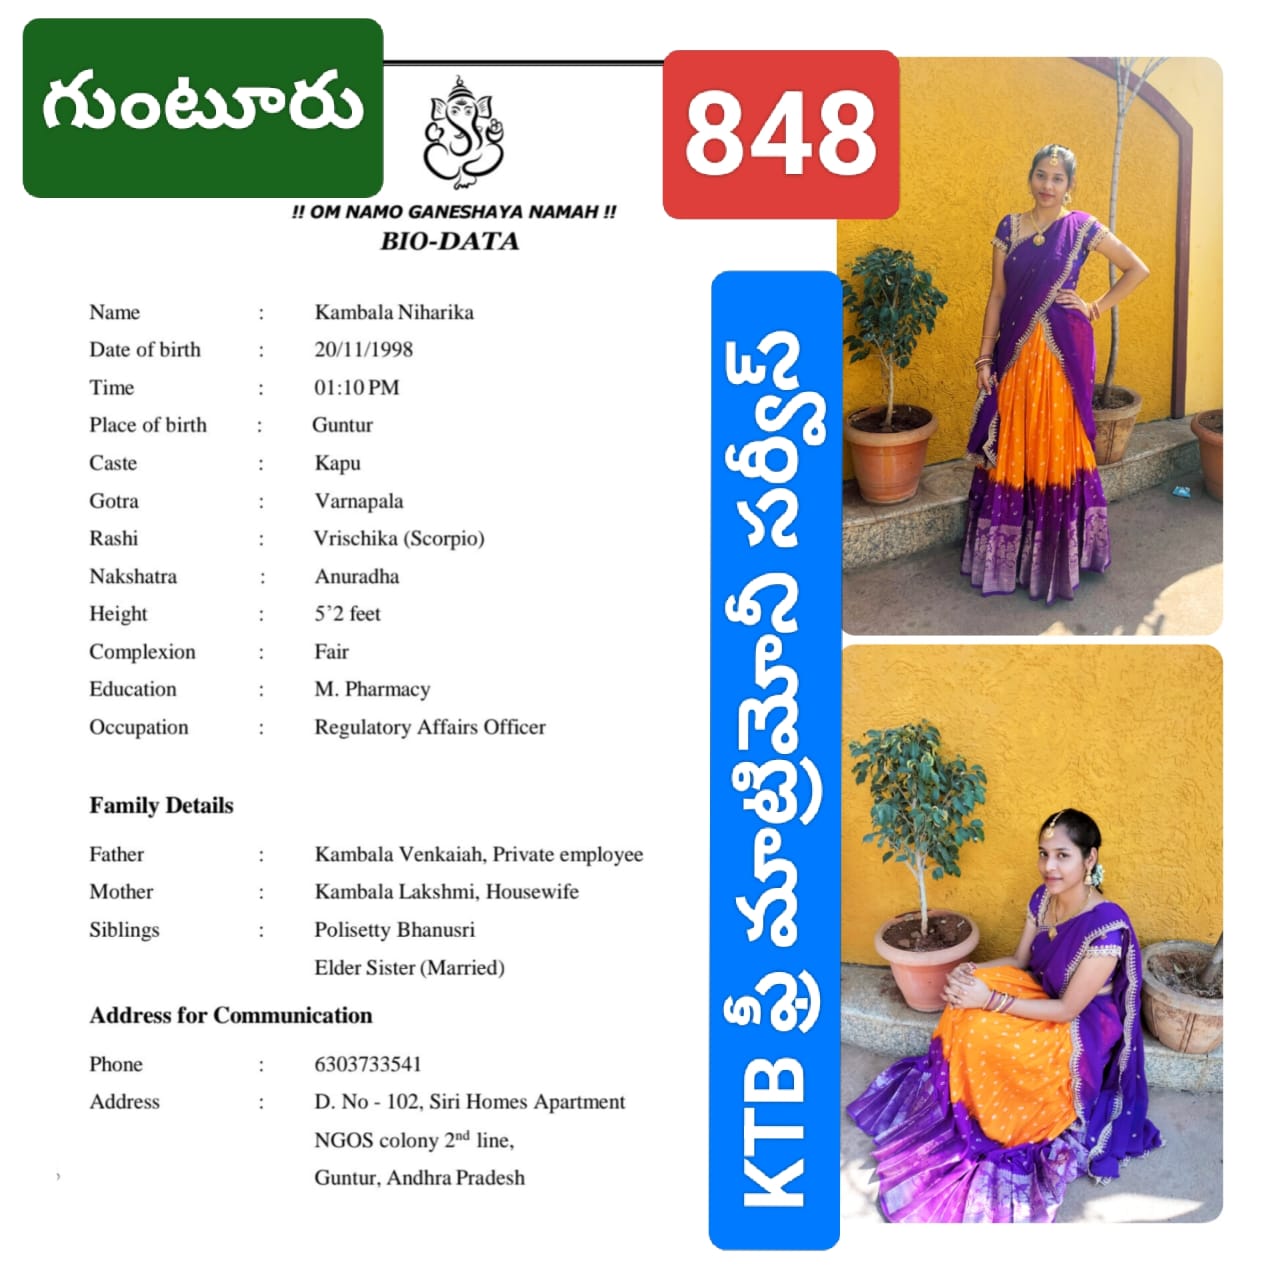 గుంటూరు
848
!! OM NAMO GANESHAYA NAMAH !!
BIO-DATA
Name : Kambala Niharika
Date of birth : 20/11/1998
Time : 01:10 PM
Place of birth : Guntur
Caste : Kapu
Gotra : Varnapala
Rashi : Vrischika (Scorpio)
Nakshatra : Anuradha
Height : 5’2 feet
Complexion : Fair
Education : M. Pharmacy
Occupation : Regulatory Affairs Officer
Family Details
Father : Kambala Venkaiah, Private employee
Mother : Kambala Lakshmi, Housewife
Siblings : Polisetty Bhanusri
Elder Sister (Married)
Address for Communication
Phone : 6303733541
Address : D. No - 102, Siri Homes Apartment
NGOS colony 2nd line,
Guntur, Andhra Pradesh
KTB ఫ్రీ మాట్రిమోనీ సర్వీస్